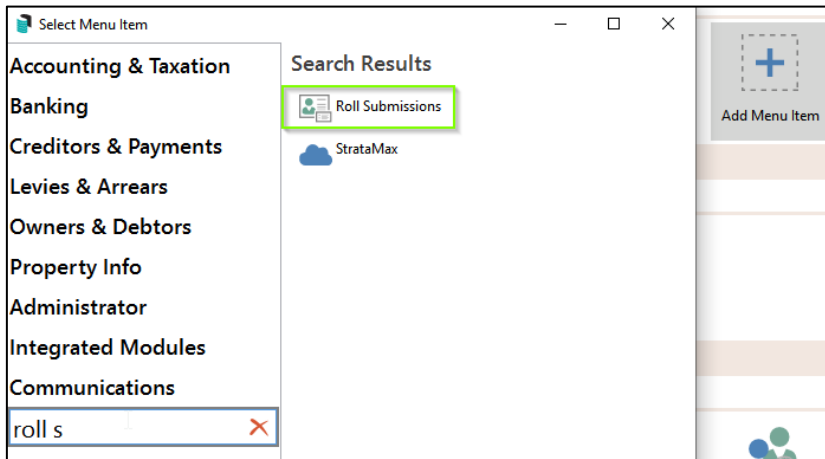 Select Menu Item
Accounting & Taxation
Banking
Creditors & Payments
Levies & Arrears
Owners & Debtors
Property Info
Administrator
Integrated Modules
Communications
roll s
Search Results
Roll Submissions
StrataMax
Add Menu Item